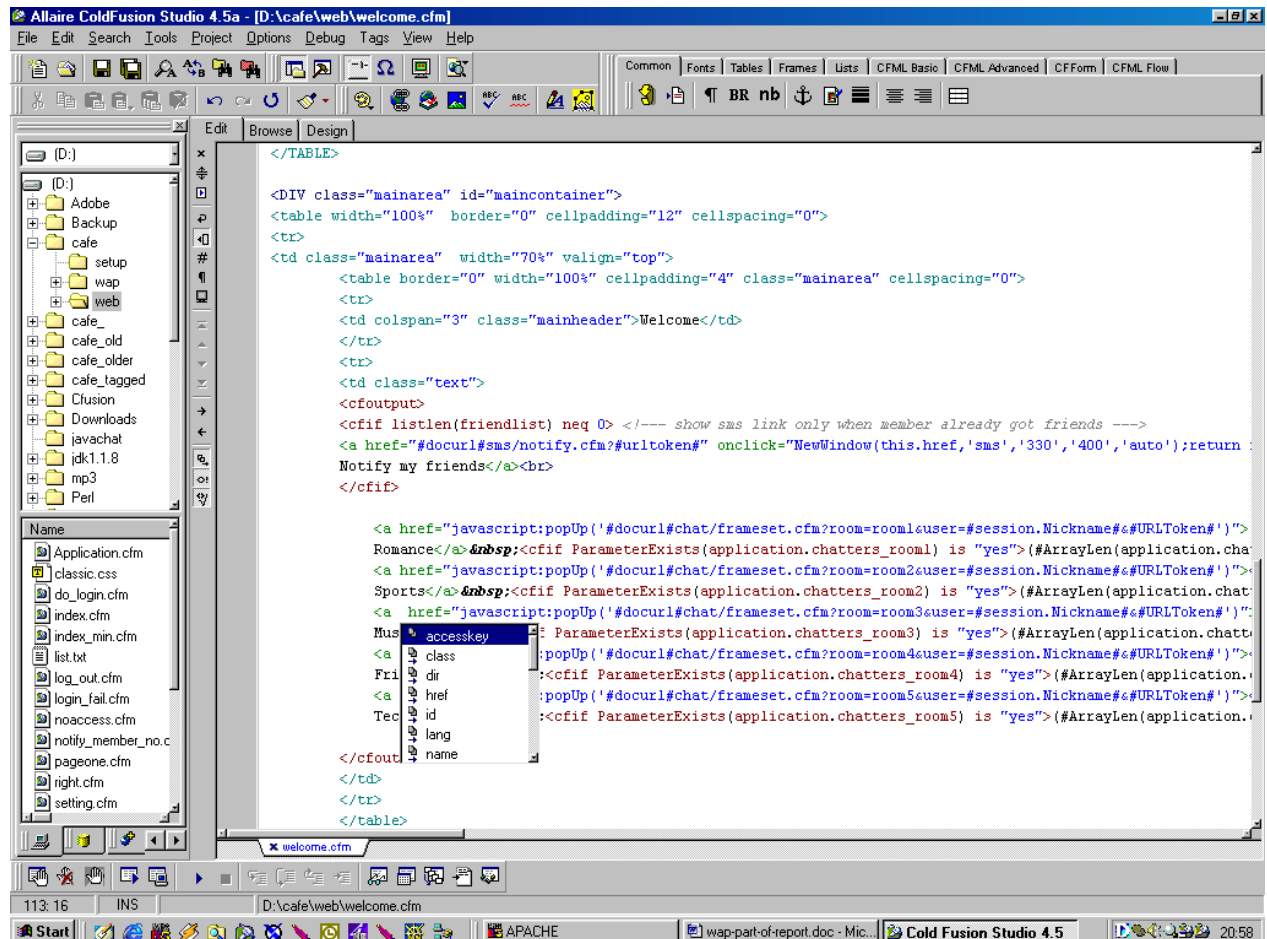 Allaire ColdFusion Studio 4.5a - [D:\cafe\web\welcome.cfm]
File Edit Search Tools Project Options Debug Tags View Help
Common Fonts Tables Frames Lists CFML Basic CFML Advanced CFForm CFML Flow
BR nb
Edit Browse Design
(D:)
(D:)
Adobe
Backup
cafe
setup
wap
web
cafe_
cafe_old
cafe_older
cafe_tagged
Cfusion
Downloads
javachat
jdk1.1.8
mp3
Perl
Name
Application.cfm
classic.css
do_login.cfm
index.cfm
index_min.cfm
list.txt
log_out.cfm
login_fail.cfm
noaccess.cfm
notify_member_no.c
pageone.cfm
right.cfm
setting.cfm
</TABLE>
<DIV class="mainarea" id="maincontainer">
<table width="100%"  border="0" cellpadding="12" cellspacing="0">
<tr>
<td class="mainarea"  width="70%" valign="top">
<table border="0" width="100%" cellpadding="4" class="mainarea" cellspacing="0">
<tr>
<td colspan="3" class="mainheader">Welcome</td>
</tr>
<tr>
<td class="text">
<cfoutput>
<cfif listlen(friendlist) neq 0> <!--- show sms link only when member already got friends --->
<a href="#docurl#sms/notify.cfm?#urltoken#" onclick="NewWindow(this.href,'sms','330','400','auto');return
Notify my friends</a><br>
</cfif>
<a href="javascript:popUp('#docurl#chat/frameset.cfm?room=room1&user=#session.Nickname#&#URLToken#')">
Romance</a>&nbsp;<cfif ParameterExists(application.chatters_room1) is "yes">(#ArrayLen(application.cha
<a href="javascript:popUp('#docurl#chat/frameset.cfm?room=room2&user=#session.Nickname#&#URLToken#')"><
Sports</a>&nbsp;<cfif ParameterExists(application.chatters_room2) is "yes">(#ArrayLen(application.chat
<a  href="javascript:popUp('#docurl#chat/frameset.cfm?room=room3&user=#session.Nickname#&#URLToken#')"
Mus f ParameterExists(application.chatters_room3) is "yes">(#ArrayLen(application.chatt
<a :popUp('#docurl#chat/frameset.cfm?room=room4&user=#session.Nickname#&#URLToken#')"><
Fri ;<cfif ParameterExists(application.chatters_room4) is "yes">(#ArrayLen(application.
<a :popUp('#docurl#chat/frameset.cfm?room=room5&user=#session.Nickname#&#URLToken#')"><
Tec ;<cfif ParameterExists(application.chatters_room5) is "yes">(#ArrayLen(application.
accesskey
class
dir
href
id
lang
name
</cfout
</td>
</tr>
</table>
welcome.cfm
113: 16 INS D:\cafe\web\welcome.cfm
Start APACHE wap-part-of-report.doc - Mic... Cold Fusion Studio 4.5 20:58